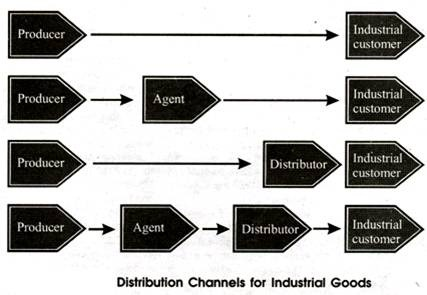 Producer
Industrial
customer
Producer
Agent
Industrial
customer
Producer
Distributor
Industrial
customer
Producer
Agent
Distributor
Industrial
customer
Distribution Channels for Industrial Goods